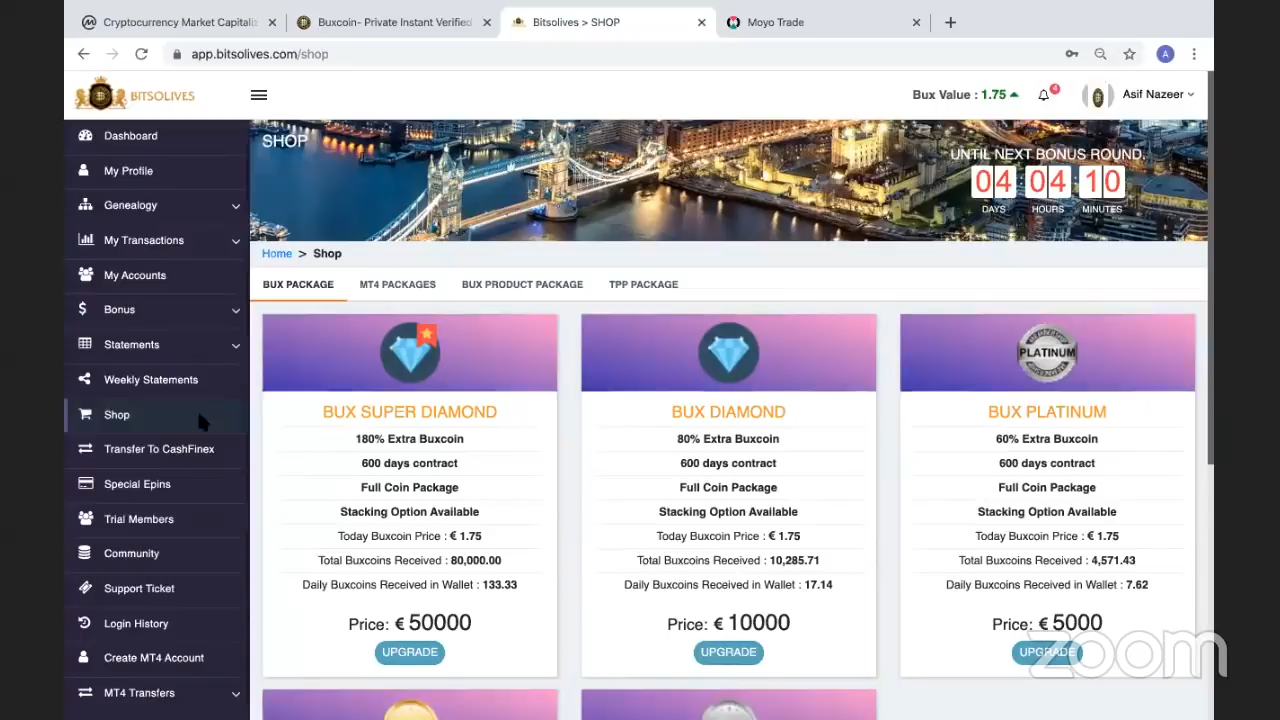 Cryptocurrency Market Capitaliz
Buxcoin- Private Instant Verified
Bitsolives > SHOP
Moyo Trade
app.bitsolives.com/shop
A
BITSOLIVES
Bux Value : 1.75
4
Asif Nazeer
Dashboard
My Profile
Genealogy
My Transactions
My Accounts
Bonus
Statements
Weekly Statements
Shop
Transfer To CashFinex
Special Epins
Trial Members
Community
Support Ticket
Login History
Create MT4 Account
MT4 Transfers
SHOP
UNTIL NEXT BONUS ROUND.
04 04 10
DAYS HOURS MINUTES
Home > Shop
BUX PACKAGE MT4 PACKAGES BUX PRODUCT PACKAGE TPP PACKAGE
BUX SUPER DIAMOND
180% Extra Buxcoin
600 days contract
Full Coin Package
Stacking Option Available
Today Buxcoin Price : € 1.75
Total Buxcoins Received : 80,000.00
Daily Buxcoins Received in Wallet : 133.33
Price: € 50000
UPGRADE
BUX DIAMOND
80% Extra Buxcoin
600 days contract
Full Coin Package
Stacking Option Available
Today Buxcoin Price : € 1.75
Total Buxcoins Received : 10,285.71
Daily Buxcoins Received in Wallet : 17.14
Price: € 10000
UPGRADE
PLATINUM
BUX PLATINUM
60% Extra Buxcoin
600 days contract
Full Coin Package
Stacking Option Available
Today Buxcoin Price : € 1.75
Total Buxcoins Received : 4,571.43
Daily Buxcoins Received in Wallet : 7.62
Price: € 5000
UPGRADE
zoom